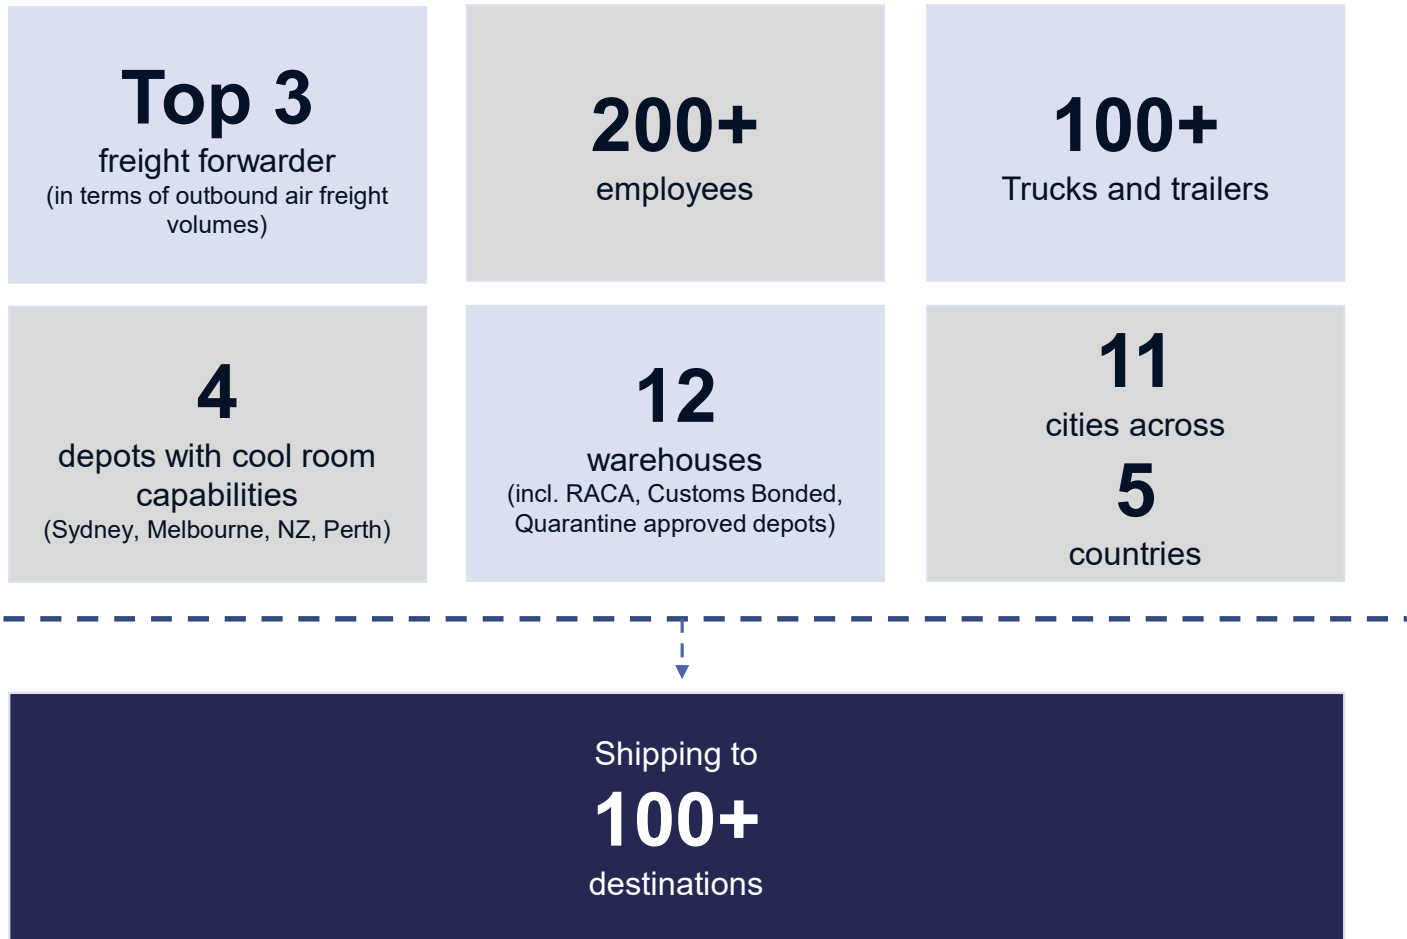 Top 3
freight forwarder
(in terms of outbound air freight
volumes)
200+
employees
100+
Trucks and trailers
4
depots with cool room
capabilities
(Sydney, Melbourne, NZ, Perth)
12
warehouses
(incl. RACA, Customs Bonded,
Quarantine approved depots)
11
cities across
5
countries
Shipping to
100+
destinations